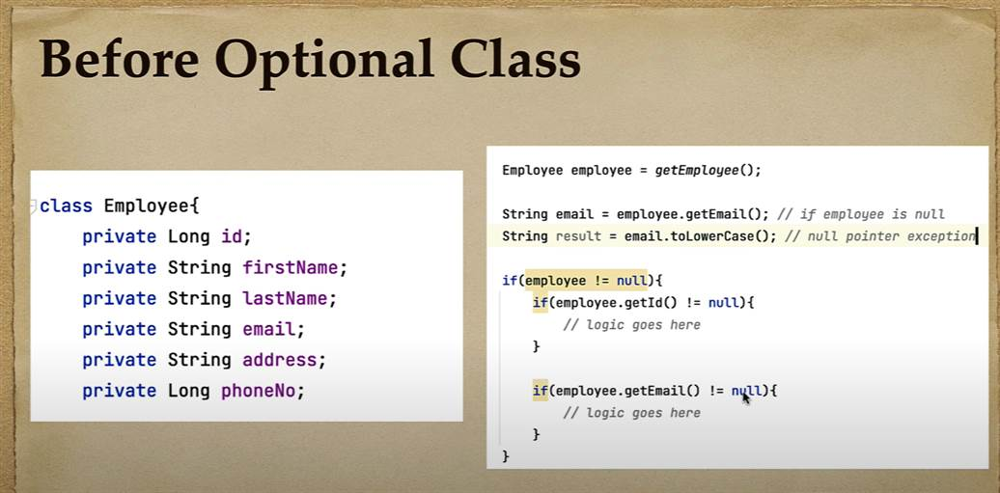 Before Optional Class
class Employee{
private Long id;
private String firstName;
private String lastName;
private String email;
private String address;
private Long phoneNo;
Employee employee = getEmployee();
String email = employee.getEmail(); // if employee is null
String result = email.toLowerCase(); // null pointer exception
if(employee != null){
if(employee.getId() != null){
// logic goes here
}
if(employee.getEmail() != null){
// logic goes here
}
}